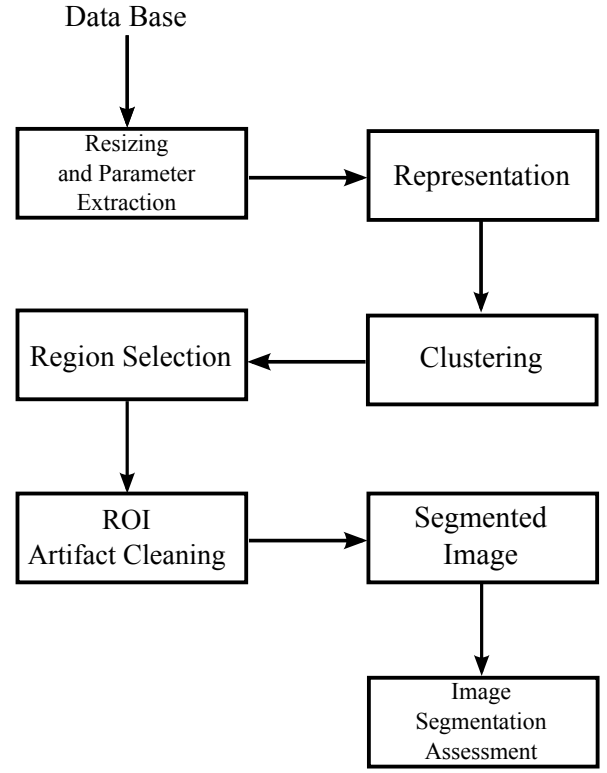 Data Base
Resizing
and Parameter
Extraction
Representation
Clustering
Region Selection
ROI
Artifact Cleaning
Segmented
Image
Image
Segmentation
Assessment